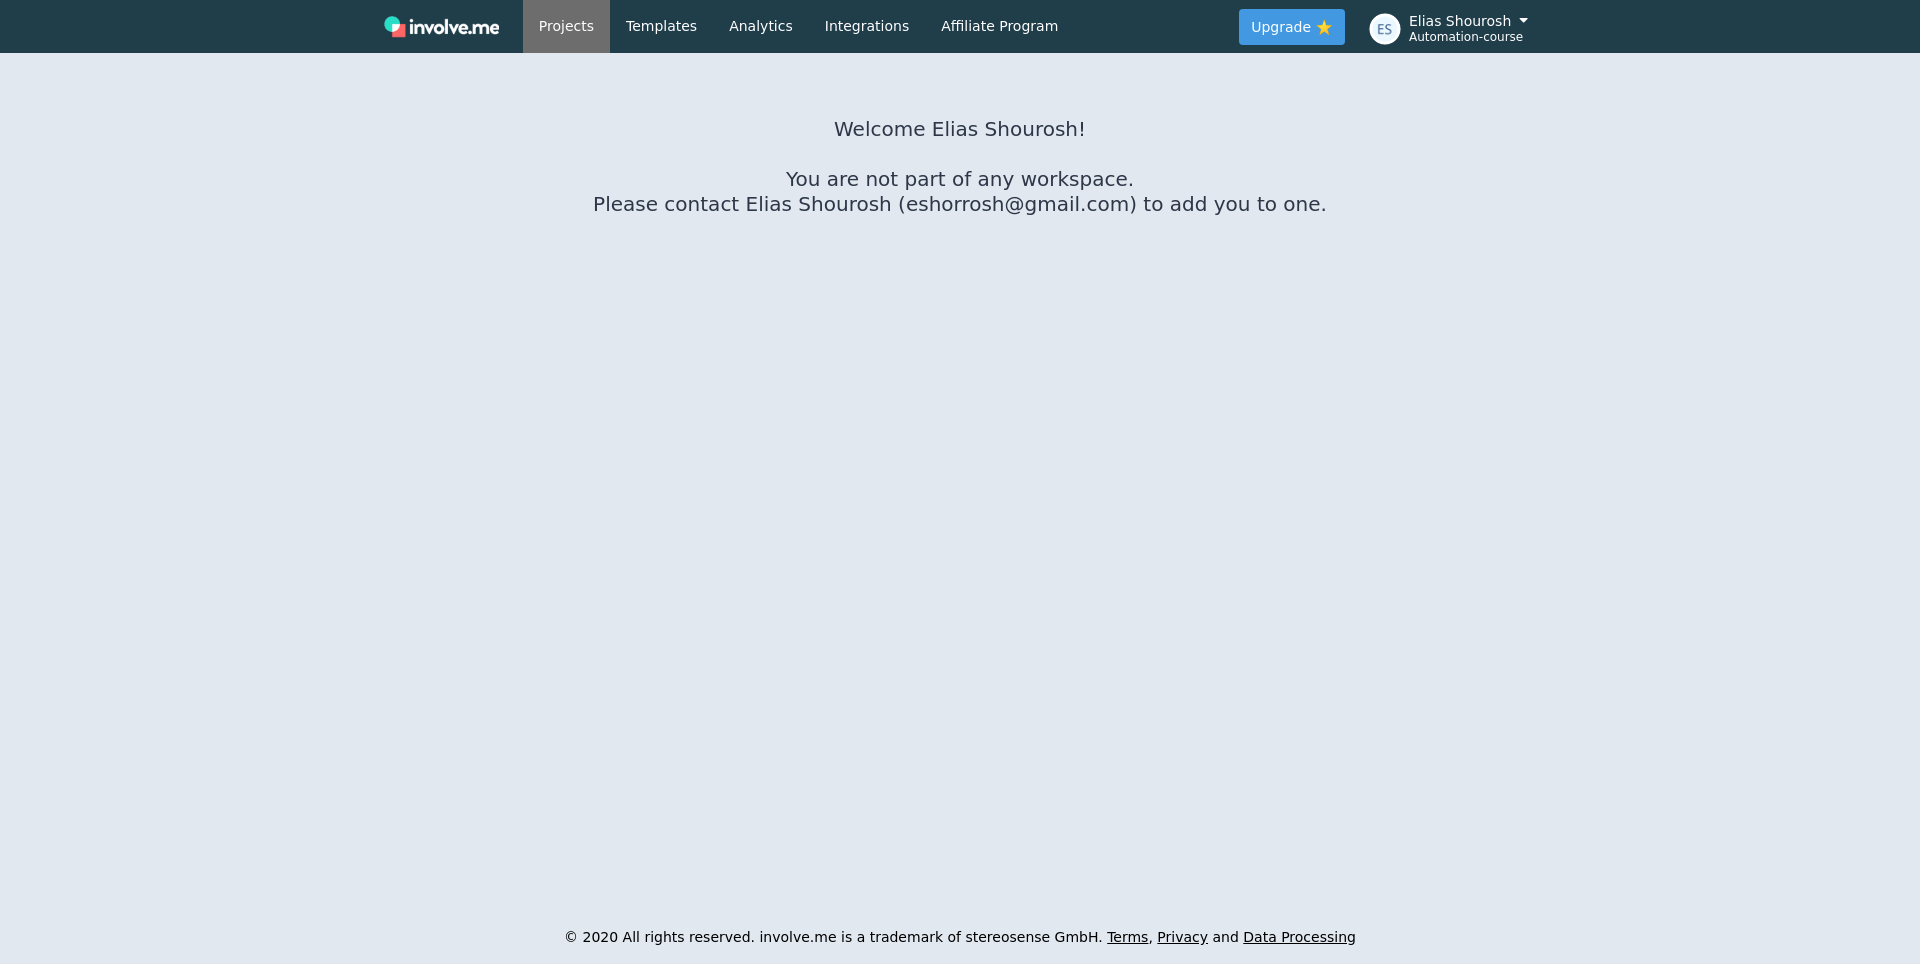 involve.me
Projects
Templates
Analytics
Integrations
Affiliate Program
Upgrade
ES
Elias Shourosh
Automation-course
Welcome Elias Shourosh!
You are not part of any workspace.
Please contact Elias Shourosh (eshorrosh@gmail.com) to add you to one.
© 2020 All rights reserved. involve.me is a trademark of stereosense GmbH. Terms, Privacy and Data Processing